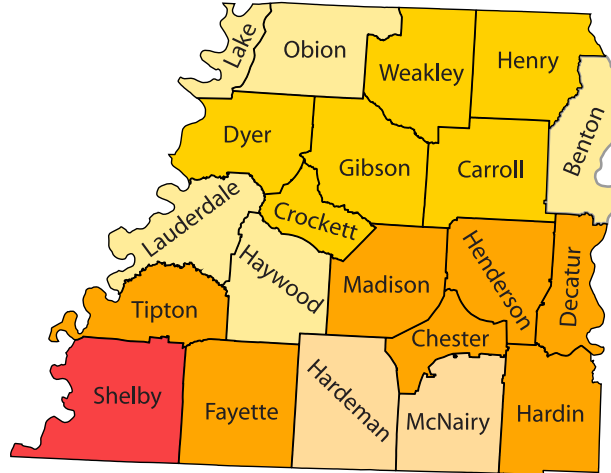 Lake
Obion
Weakley
Henry
Benton
Dyer
Gibson
Carroll
Lauderdale
Crockett
Haywood
Madison
Henderson
Decatur
Tipton
Chester
Shelby
Fayette
Hardeman
McNairy
Hardin